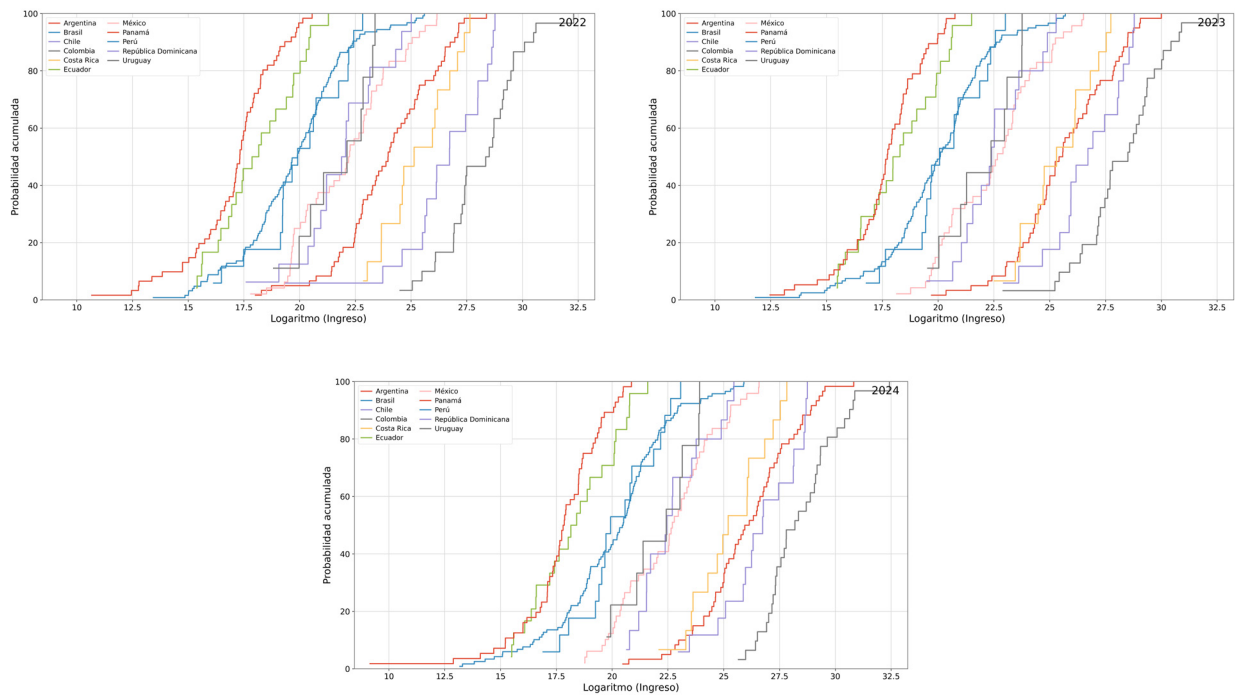 100
80
60
40
20
0
Probabilidad acumulada
10
12.5
15
17.5
20
22.5
25
27.5
30
32.5
Logaritmo (Ingreso)
Argentina
Brasil
Chile
Colombia
Costa Rica
Ecuador
México
Panamá
Perú
República Dominicana
Uruguay
2022
100
80
60
40
20
0
Probabilidad acumulada
10
12.5
15
17.5
20
22.5
25
27.5
30
32.5
Logaritmo (Ingreso)
Argentina
Brasil
Chile
Colombia
Costa Rica
Ecuador
México
Panamá
Perú
República Dominicana
Uruguay
2023
100
80
60
40
20
0
Probabilidad acumulada
10
12.5
15
17.5
20
22.5
25
27.5
30
32.5
Logaritmo (Ingreso)
Argentina
Brasil
Chile
Colombia
Costa Rica
Ecuador
México
Panamá
Perú
República Dominicana
Uruguay
2024